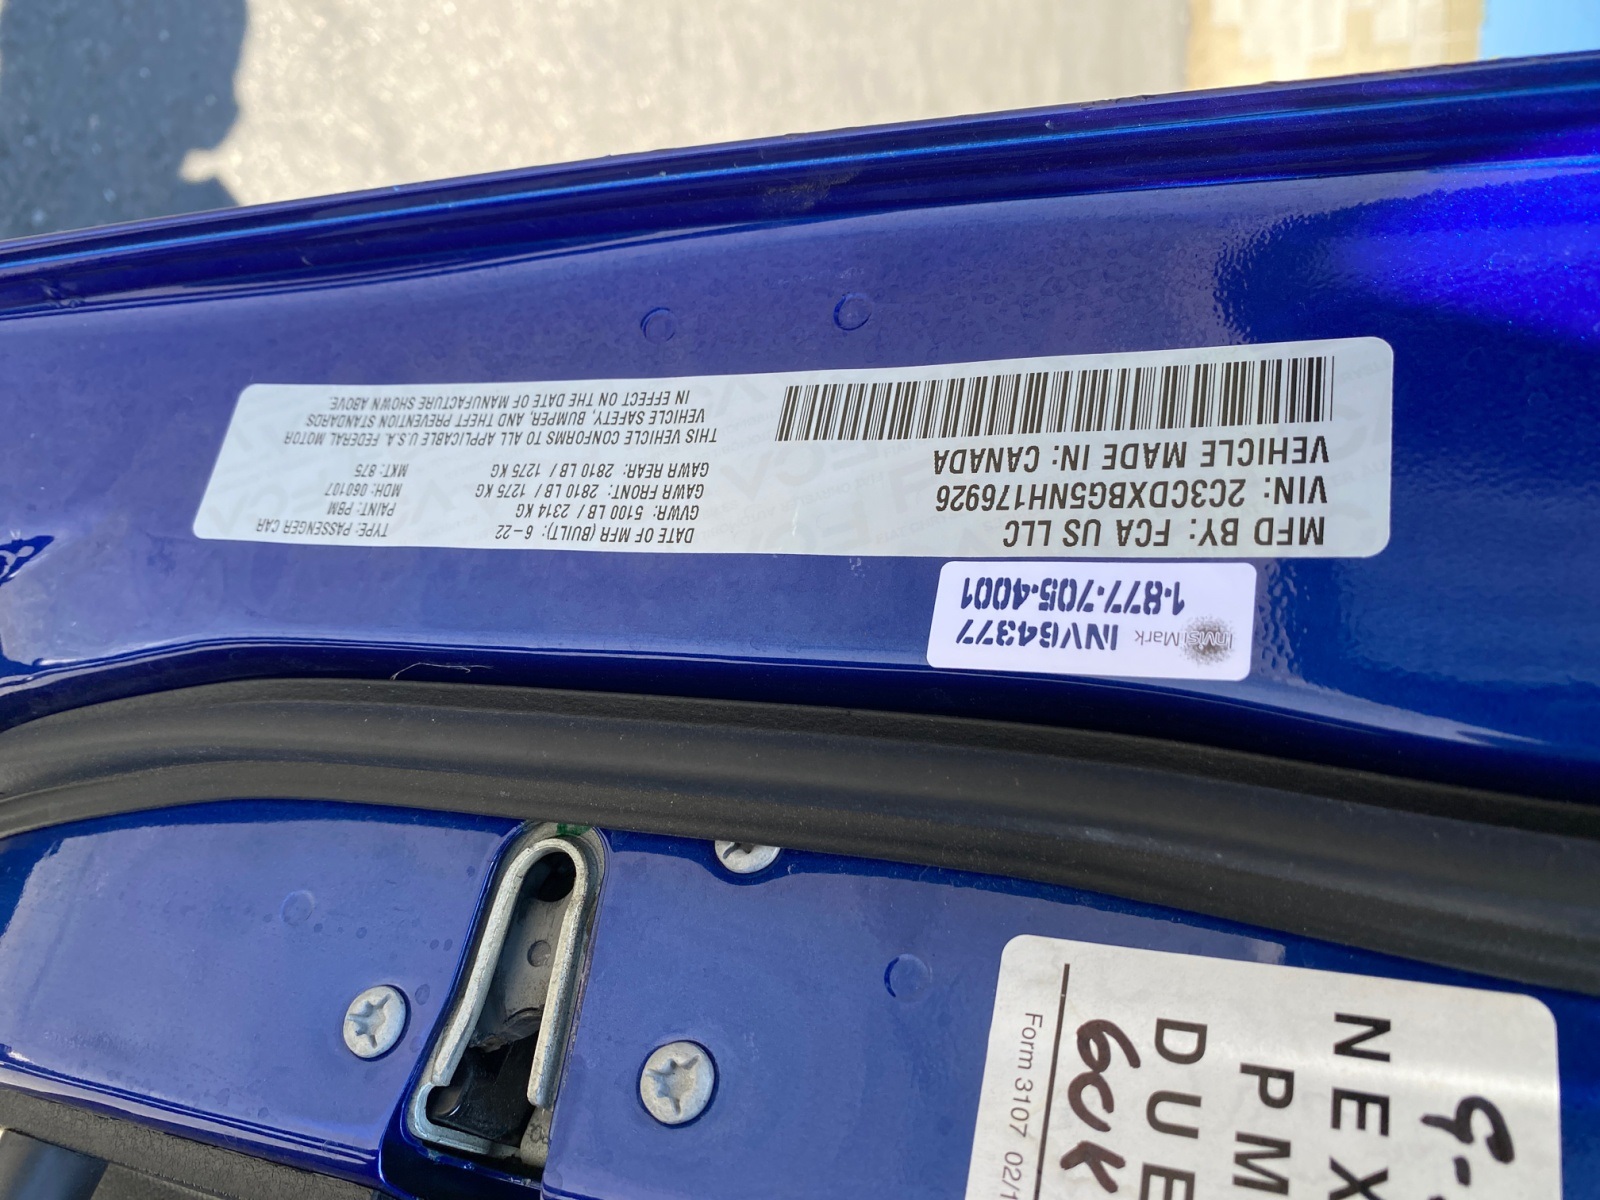 MFD BY: FCA US LLC
VIN: 2C3CDXBG5NH176926
VEHICLE MADE IN: CANADA
DATE OF MFR (BUILT): 6-22
GVWR: 5100 LB / 2314 KG
GAWR FRONT: 2810 LB / 1275 KG
GAWR REAR: 2810 LB / 1275 KG
TYPE: PASSENGER CAR
PAINT: PBM
MDH: 060107
MKT: 875
THIS VEHICLE CONFORMS TO ALL APPLICABLE U.S.A. FEDERAL MOTOR
VEHICLE SAFETY, BUMPER, AND THEFT PREVENTION STANDARDS
IN EFFECT ON THE DATE OF MANUFACTURE SHOWN ABOVE.
InvisiMark INV64377
1-877-705-4001
NEX
PM
DUE
60K
Form 3107 02/1